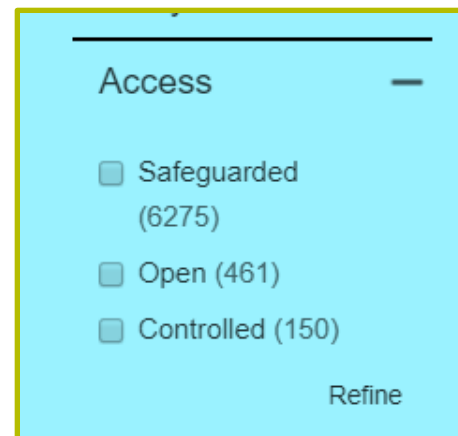 Access
Safeguarded
(6275)
Open (461)
Controlled (150)
Refine